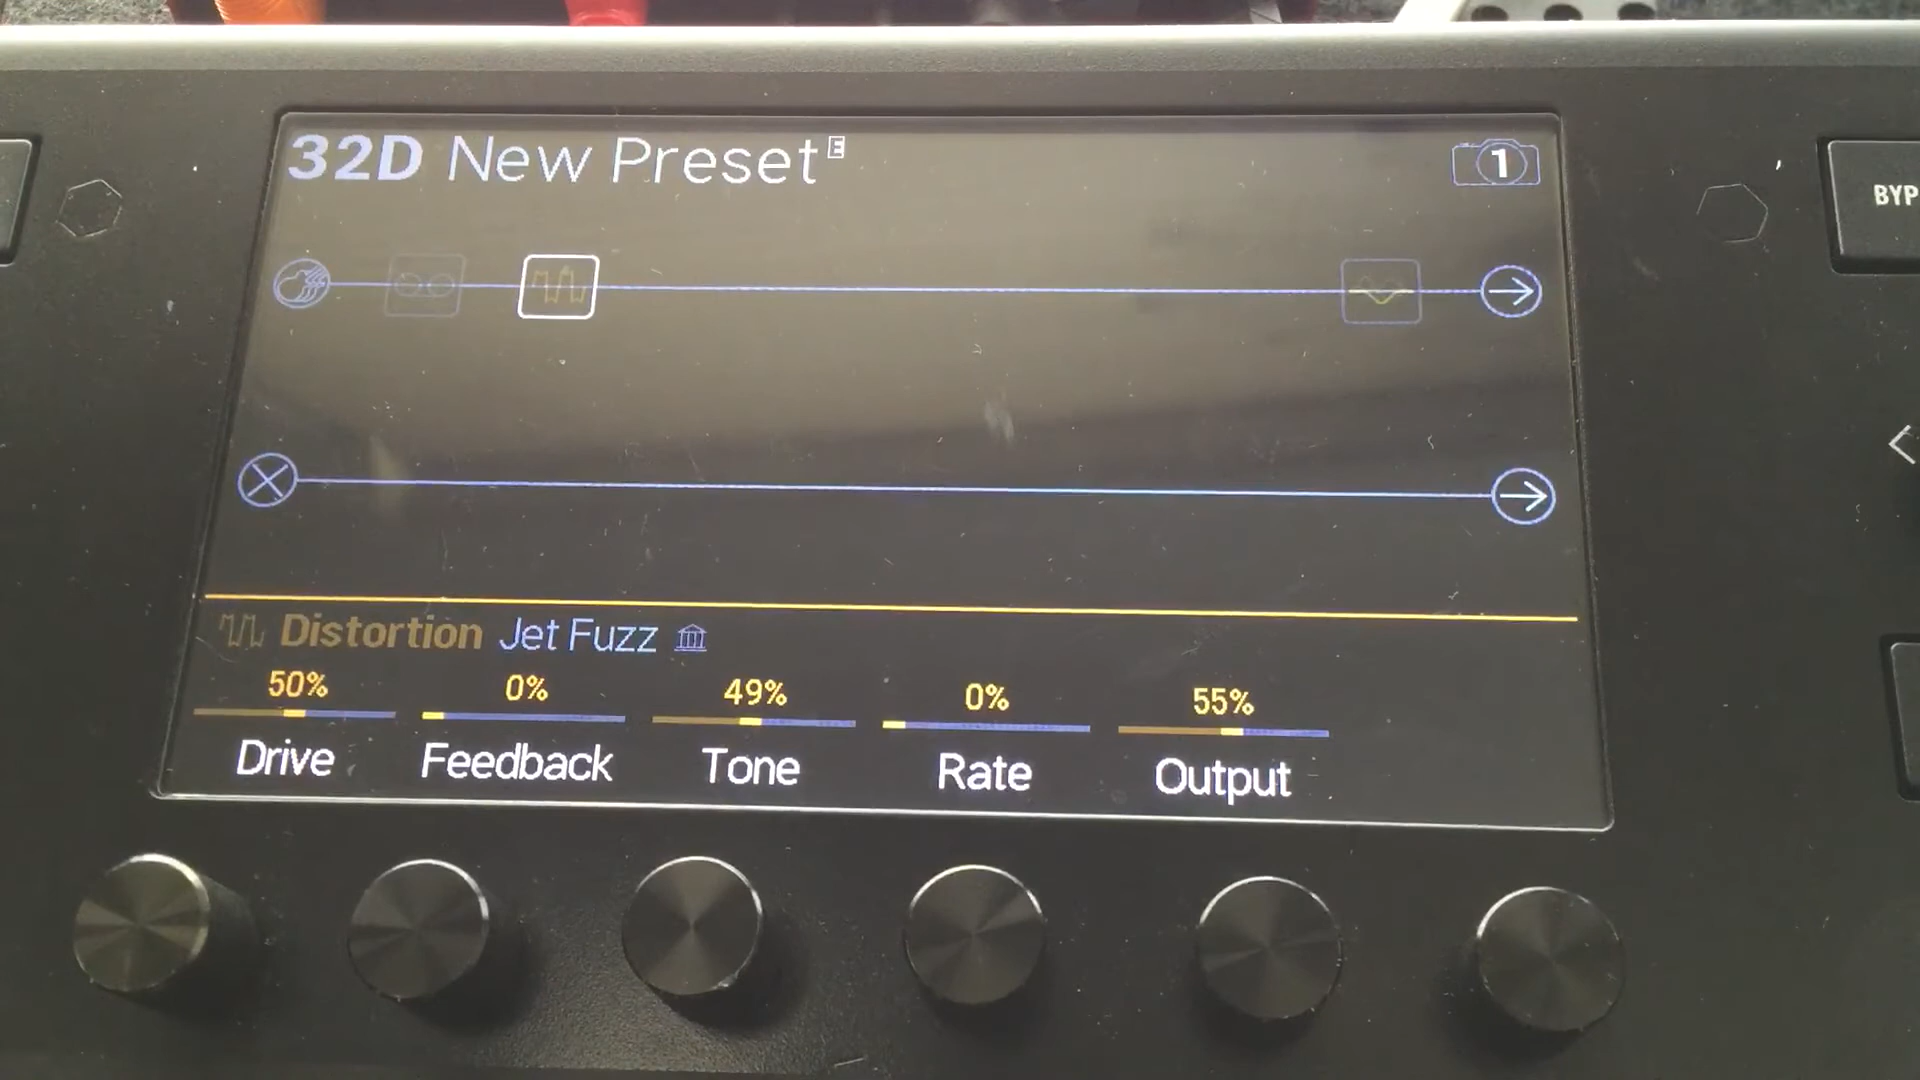 32D New Preset E
1
BYP
Distortion Jet Fuzz
50% 0% 49% 0% 55%
Drive Feedback Tone Rate Output